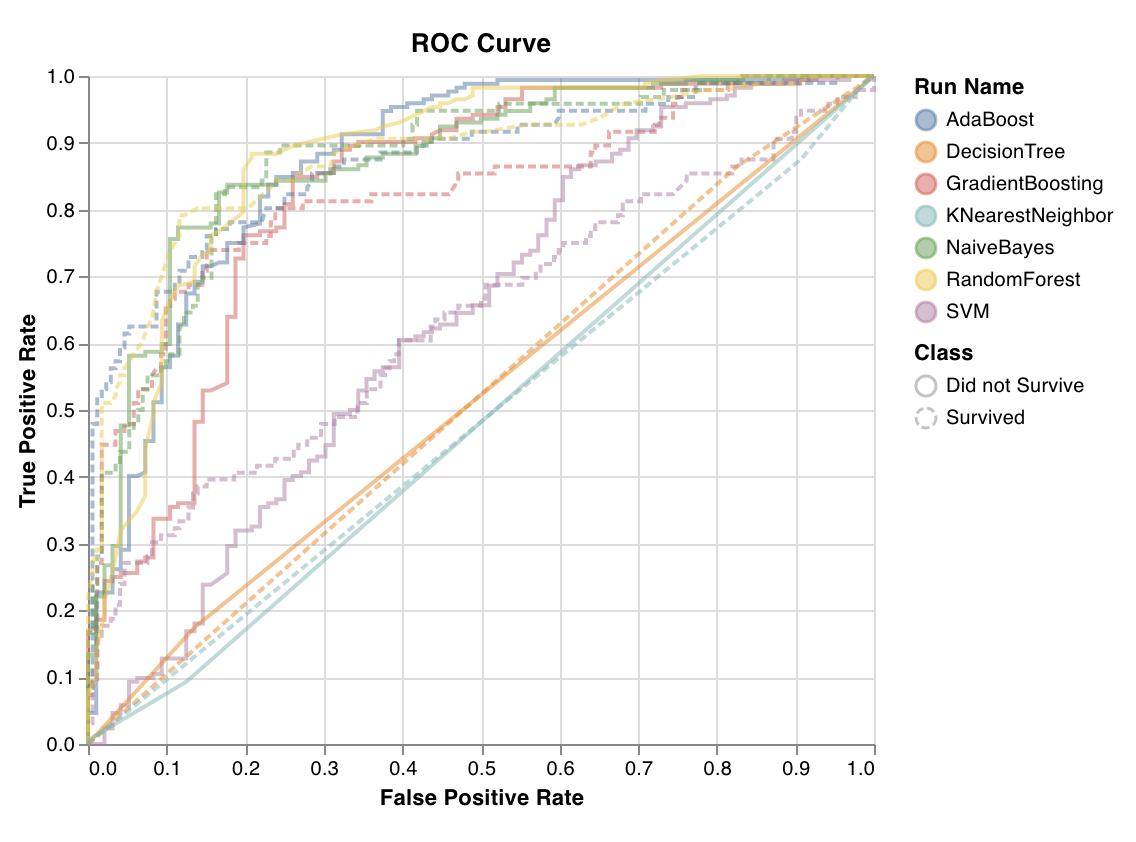 ROC Curve
True Positive Rate
1.0
0.9
0.8
0.7
0.6
0.5
0.4
0.3
0.2
0.1
0.0
0.0 0.1 0.2 0.3 0.4 0.5 0.6 0.7 0.8 0.9 1.0
False Positive Rate
Run Name
AdaBoost
DecisionTree
GradientBoosting
KNearestNeighbor
NaiveBayes
RandomForest
SVM
Class
Did not Survive
Survived